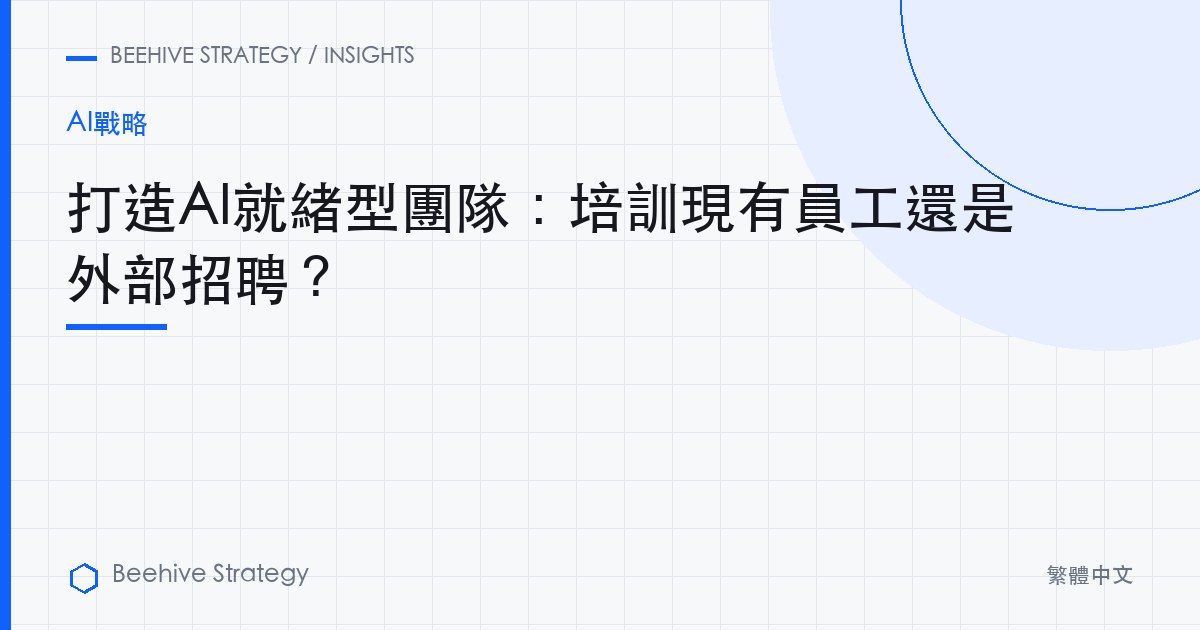 BEEHIVE STRATEGY / INSIGHTS
AI戰略
打造AI就緒型團隊：培訓現有員工還是
外部招聘？
Beehive Strategy
繁體中文